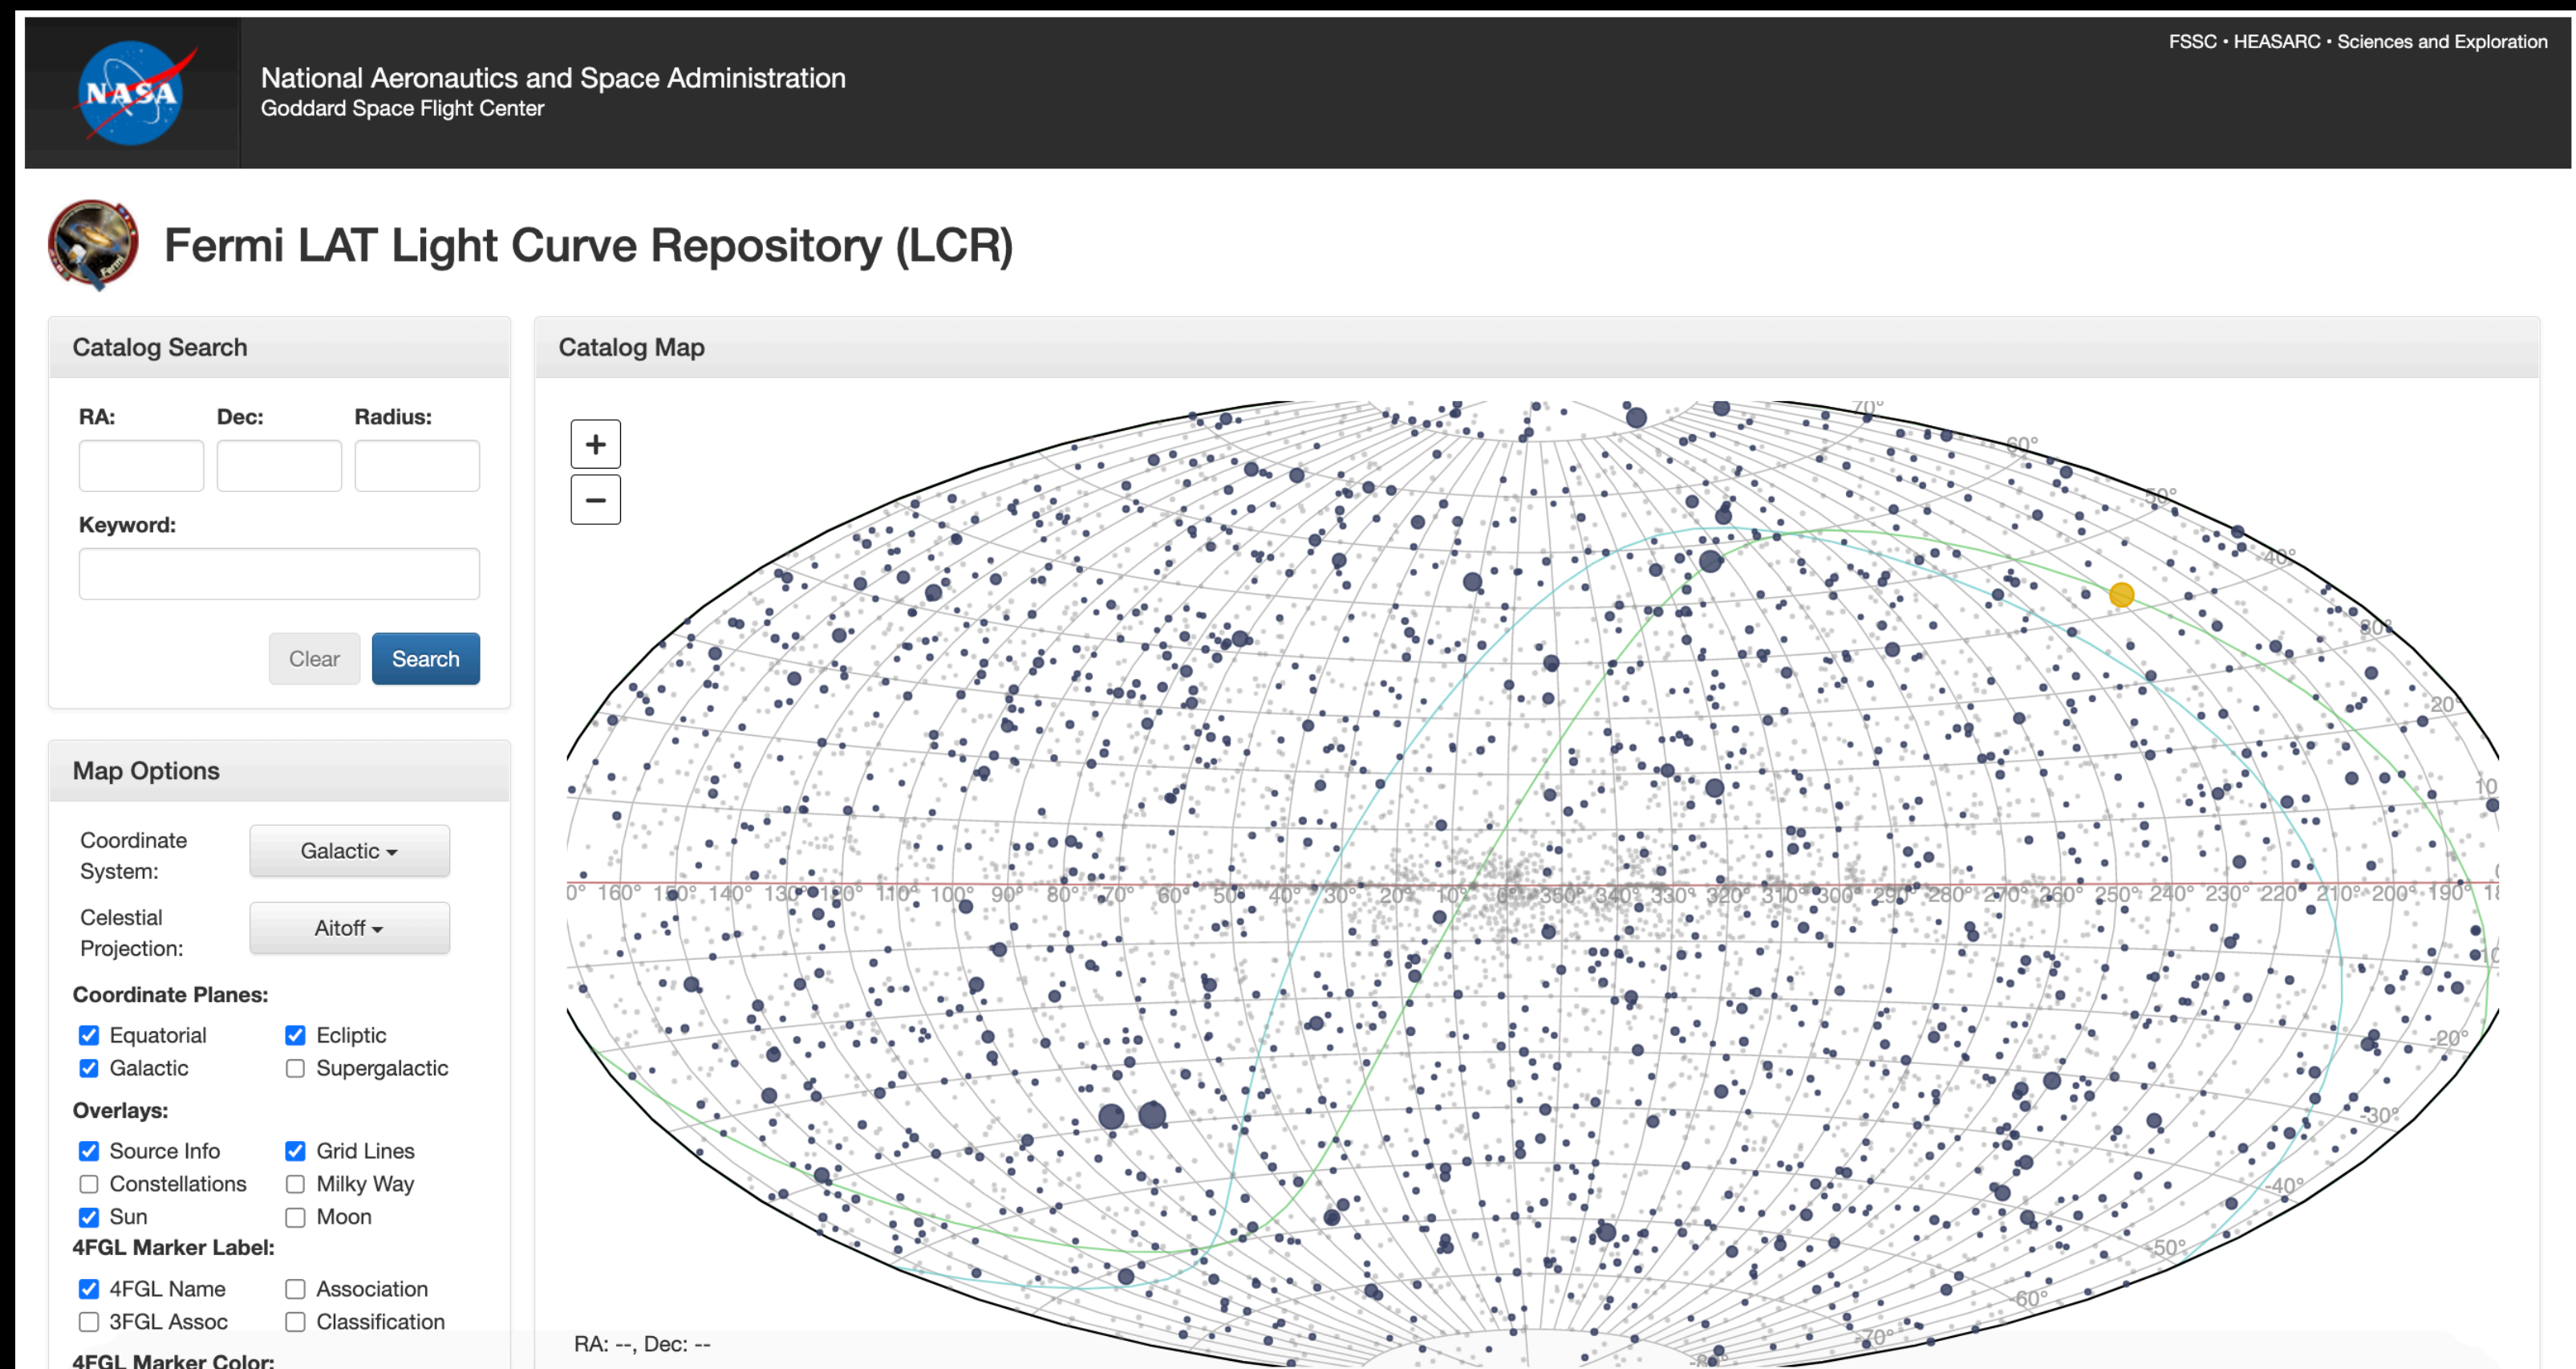 FSSC • HEASARC • Sciences and Exploration
NASA
National Aeronautics and Space Administration
Goddard Space Flight Center
Fermi
Fermi LAT Light Curve Repository (LCR)
Catalog Search
RA: Dec: Radius:
Keyword:
Clear Search
Map Options
Coordinate System: Galactic
Celestial Projection: Aitoff
Coordinate Planes:
Equatorial Ecliptic
Galactic Supergalactic
Overlays:
Source Info Grid Lines
Constellations Milky Way
Sun Moon
4FGL Marker Label:
4FGL Name Association
3FGL Assoc Classification
4FGL Marker Color:
Catalog Map
+
−
70°
60°
50°
40°
30°
20°
10
0° 160° 150° 140° 130° 120° 110° 100° 90° 80° 70° 60° 50° 40° 30° 20° 10° 0° 350° 340° 330° 320° 310° 300° 290° 280° 270° 260° 250° 240° 230° 220° 210° 200° 190° 18
10
-20°
-30°
-40°
-50°
-60°
-70°
-80°
RA: --, Dec: --